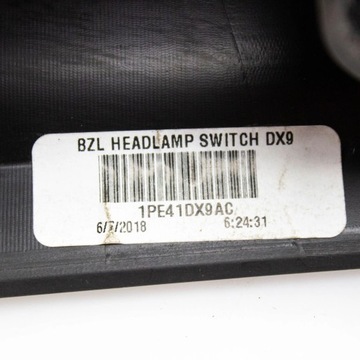 BZL HEADLAMP SWITCH DX9
1PE41DX9AC
6/7/2018 6:24:31